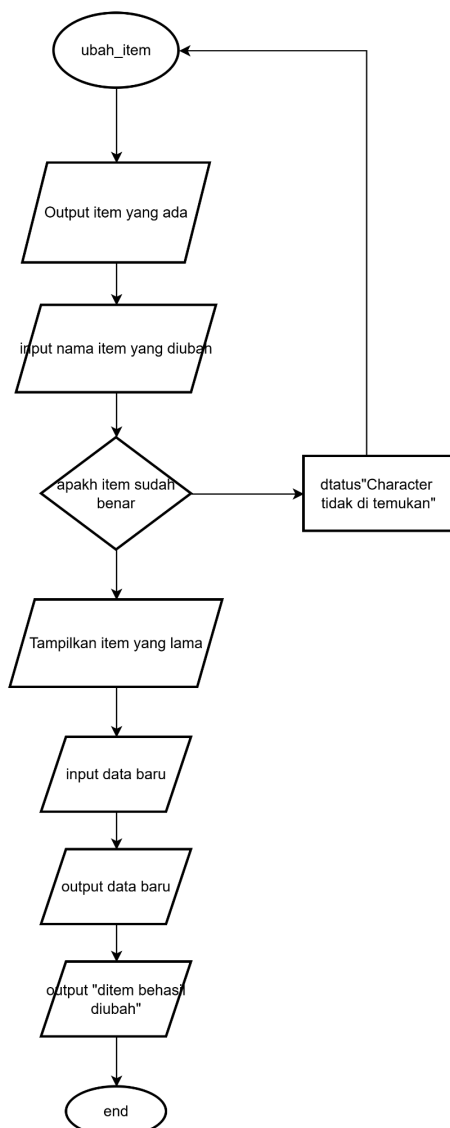 ubah_item
Output item yang ada
input nama item yang diubah
apakh item sudah
benar
dtatus"Character
tidak di temukan"
Tampilkan item yang lama
input data baru
output data baru
output "ditem behasil
diubah"
end